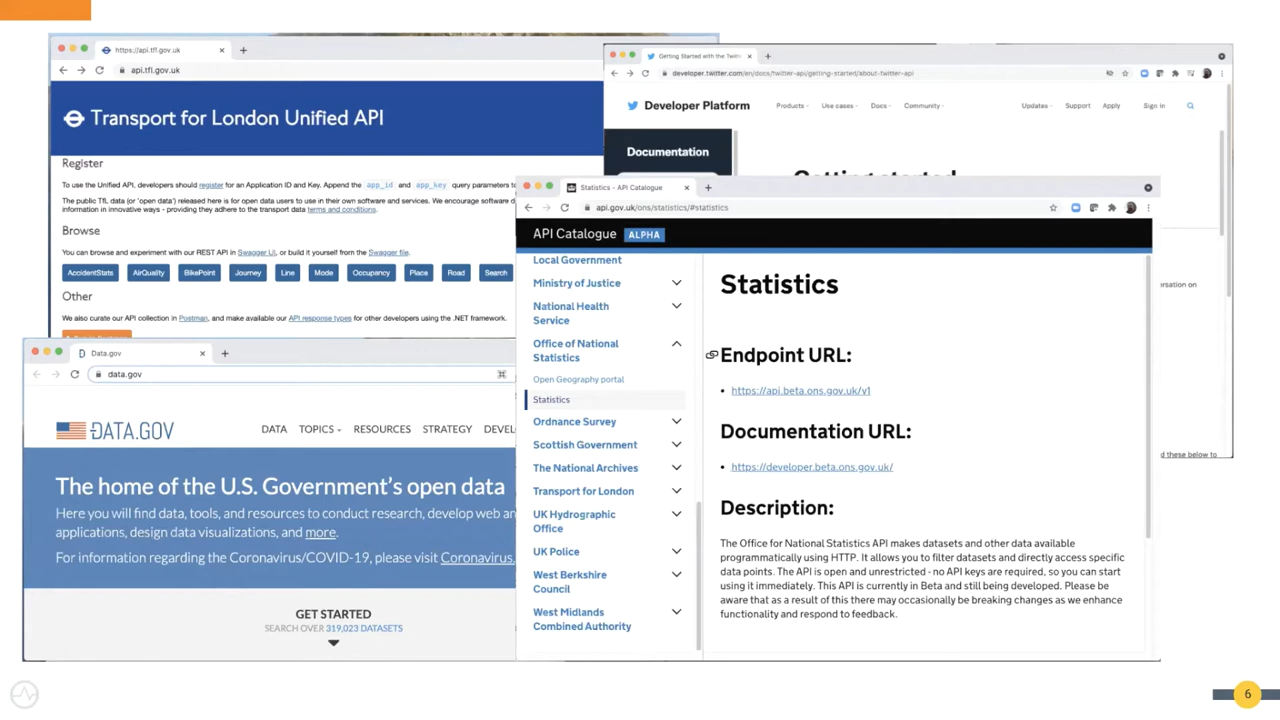 https://api.tfl.gov.uk
api.tfl.gov.uk
Transport for London Unified API
Register
To use the Unified API, developers should register for an Application ID and Key. Append the app_id and app_key query parameters to
The public TfL data (or 'open data') released here is for open data users to use in their own software and services. We encourage software d
information in innovative ways - providing they adhere to the transport data terms and conditions.
Browse
You can browse and experiment with our REST API in Swagger UI, or build it yourself from the Swagger file.
AccidentStats AirQuality BikePoint Journey Line Mode Occupancy Place Road Search
Other
We also curate our API collection in Postman, and make available our API response types for other developers using the .NET framework.
Getting Started with the Twitte
developer.twitter.com/en/docs/twitter-api/getting-started/about-twitter-api
Developer Platform Products Use cases Docs Community Updates Support Apply Sign in
Documentation
Getting started
ersation on
d these below to
Data.gov
data.gov
DATA.GOV
DATA TOPICS RESOURCES STRATEGY DEVEL
The home of the U.S. Government's open data
Here you will find data, tools, and resources to conduct research, develop web an
applications, design data visualizations, and more.
For information regarding the Coronavirus/COVID-19, please visit Coronavirus.
GET STARTED
SEARCH OVER 319,023 DATASETS
Statistics - API Catalogue
api.gov.uk/ons/statistics/#statistics
API Catalogue ALPHA
Local Government
Ministry of Justice
National Health
Service
Office of National
Statistics
Open Geography portal
Statistics
Ordnance Survey
Scottish Government
The National Archives
Transport for London
UK Hydrographic
Office
UK Police
West Berkshire
Council
West Midlands
Combined Authority
Statistics
Endpoint URL:
• https://api.beta.ons.gov.uk/v1
Documentation URL:
• https://developer.beta.ons.gov.uk/
Description:
The Office for National Statistics API makes datasets and other data available
programmatically using HTTP. It allows you to filter datasets and directly access specific
data points. The API is open and unrestricted - no API keys are required, so you can start
using it immediately. This API is currently in Beta and still being developed. Please be
aware that as a result of this there may occasionally be breaking changes as we enhance
functionality and respond to feedback.
6